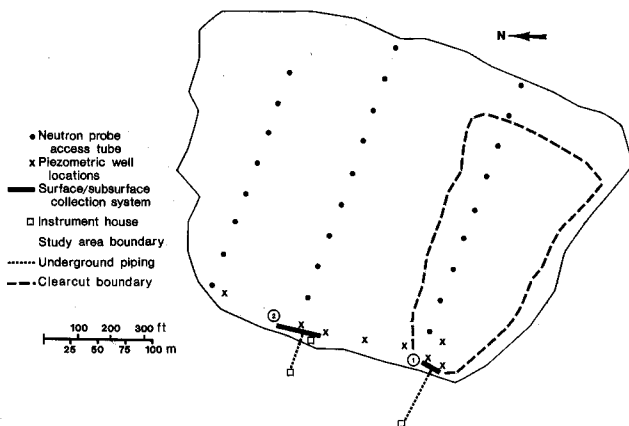 N
• Neutron probe
access tube
x Piezometric well
locations
Surface/subsurface
collection system
Instrument house
Study area boundary
Underground piping
Clearcut boundary
100 200 300 ft
25 50 75 100 m
2
1
x x x x x x x x x